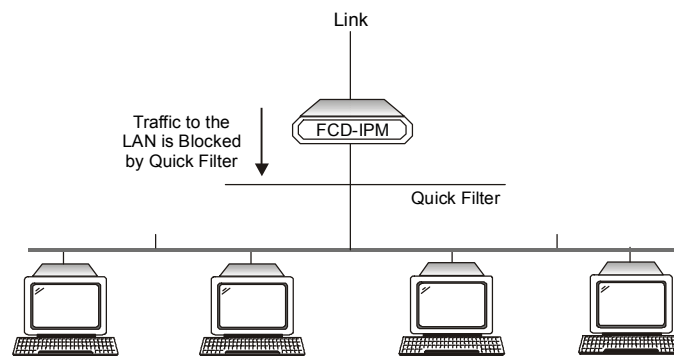 Link
FCD-IPM
Traffic to the
LAN is Blocked
by Quick Filter
Quick Filter